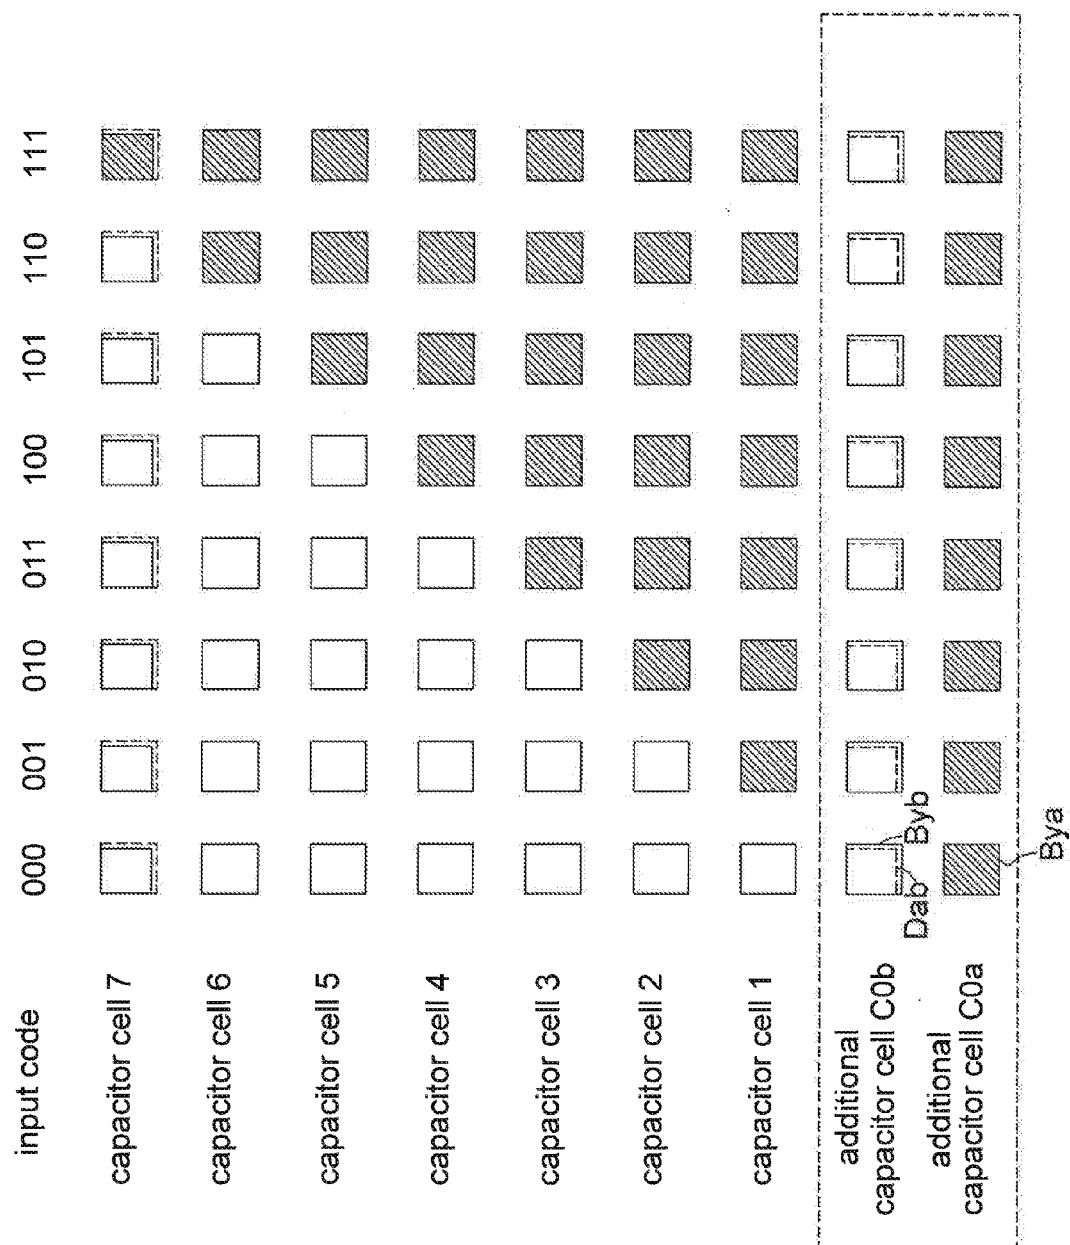 input code
000
001
010
011
100
101
110
111
capacitor cell 7
capacitor cell 6
capacitor cell 5
capacitor cell 4
capacitor cell 3
capacitor cell 2
capacitor cell 1
additional
capacitor cell C0b
Dab
Byb
additional
capacitor cell C0a
Bya